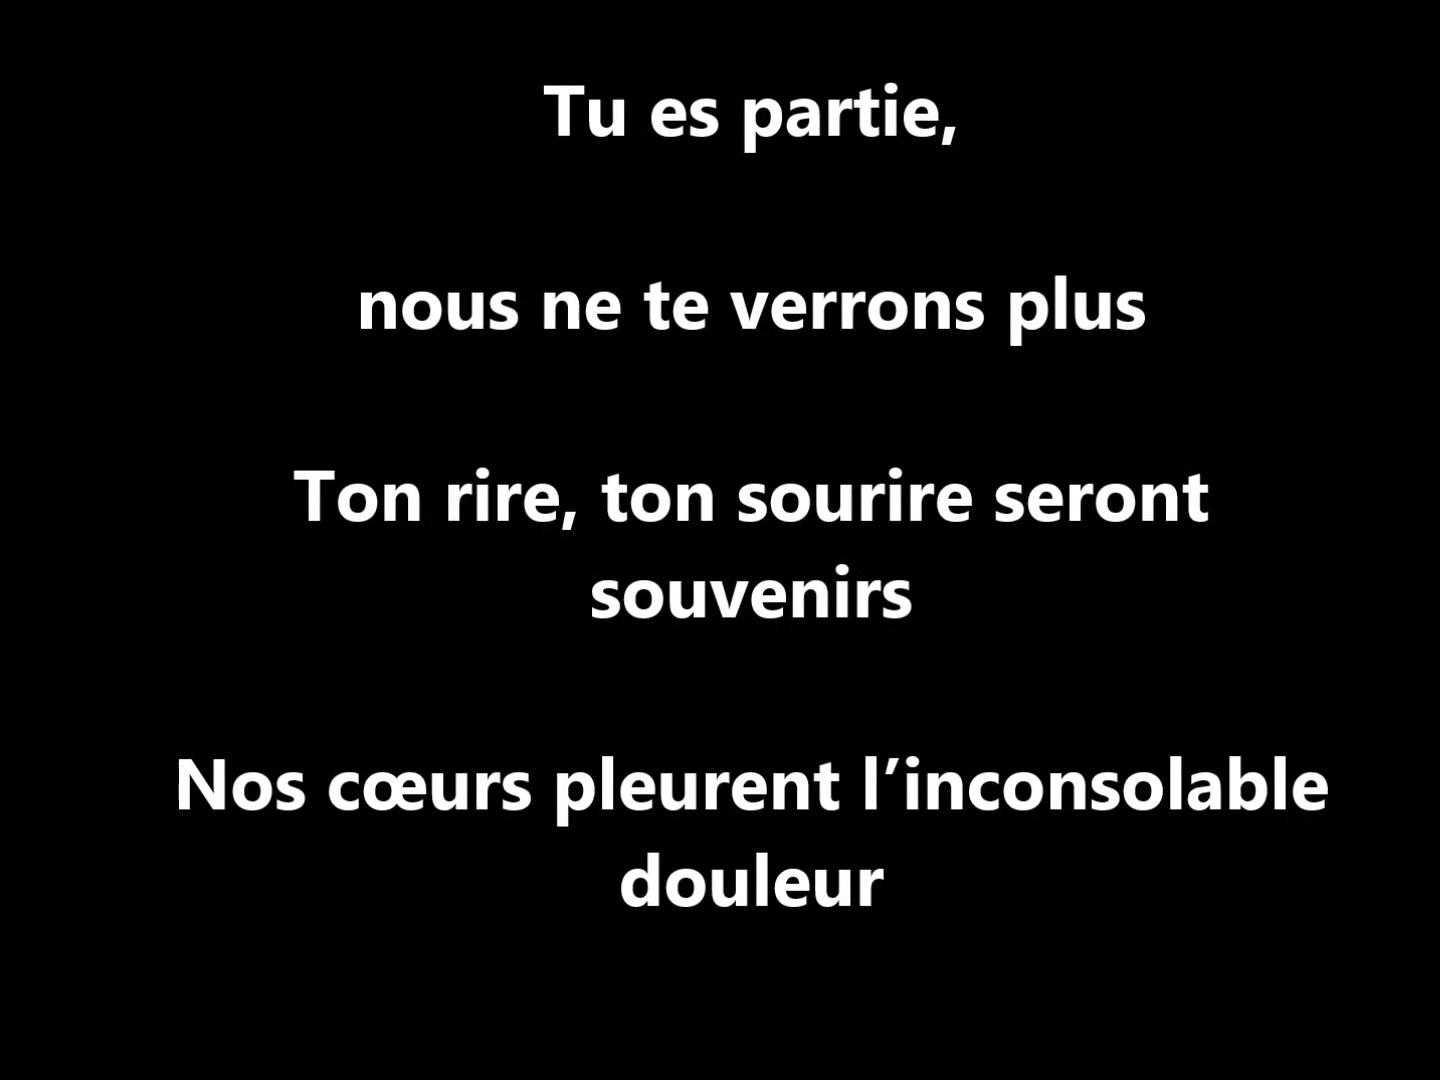 Tu es partie,
nous ne te verrons plus
Ton rire, ton sourire seront
souvenirs
Nos cœurs pleurent l’inconsolable
douleur